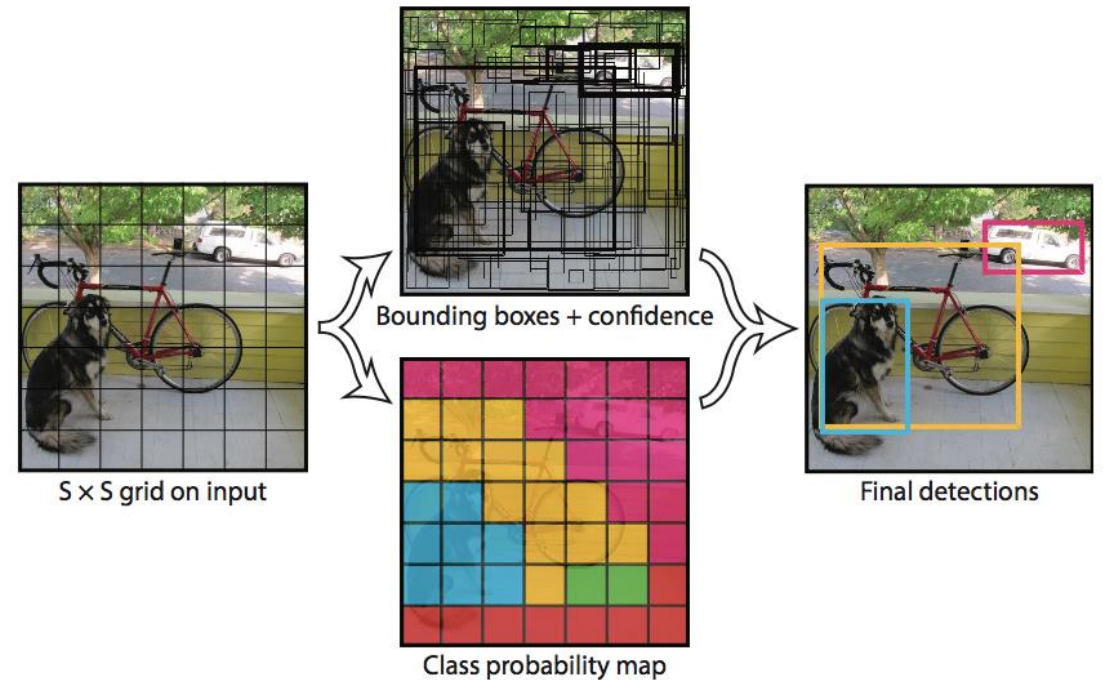 Bounding boxes + confidence
S × S grid on input
Final detections
Class probability map